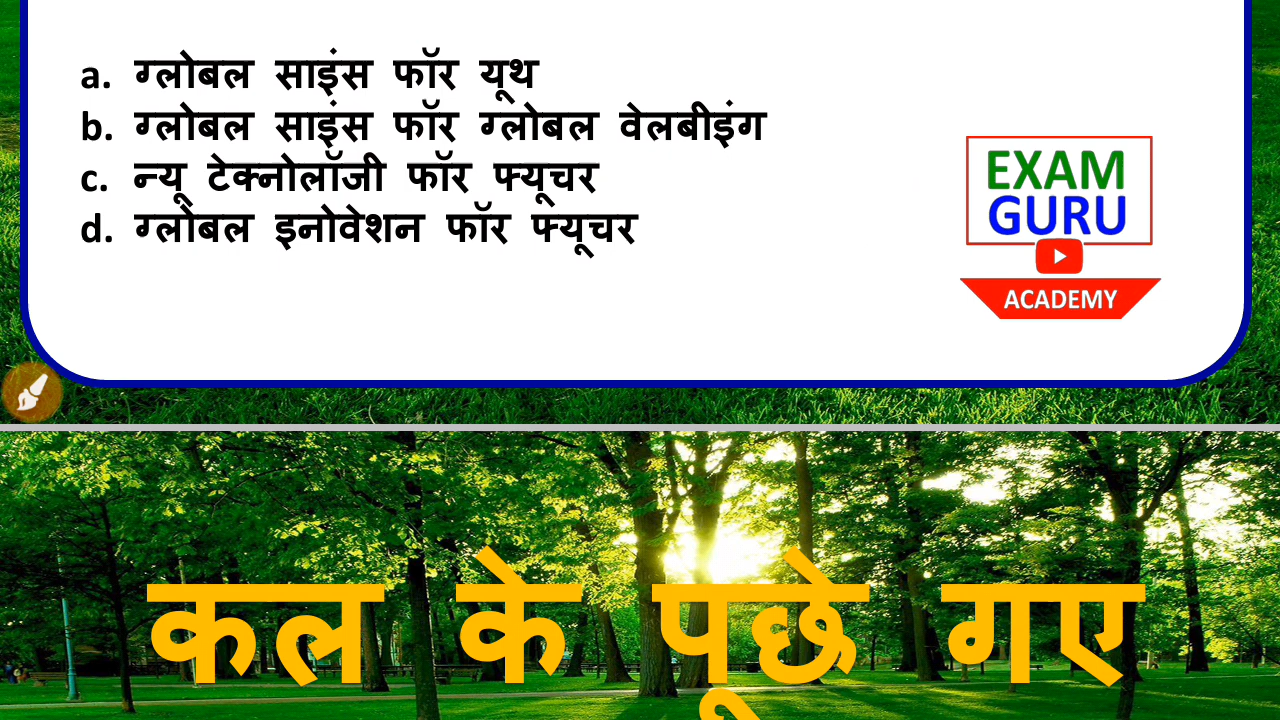 a. ग्लोबल साइंस फॉर यूथ
b. ग्लोबल साइंस फॉर ग्लोबल वेलबीइंग
c. न्यू टेक्नोलॉजी फॉर फ्यूचर
d. ग्लोबल इनोवेशन फॉर फ्यूचर
EXAM
GURU
ACADEMY
कल के पूछे गए